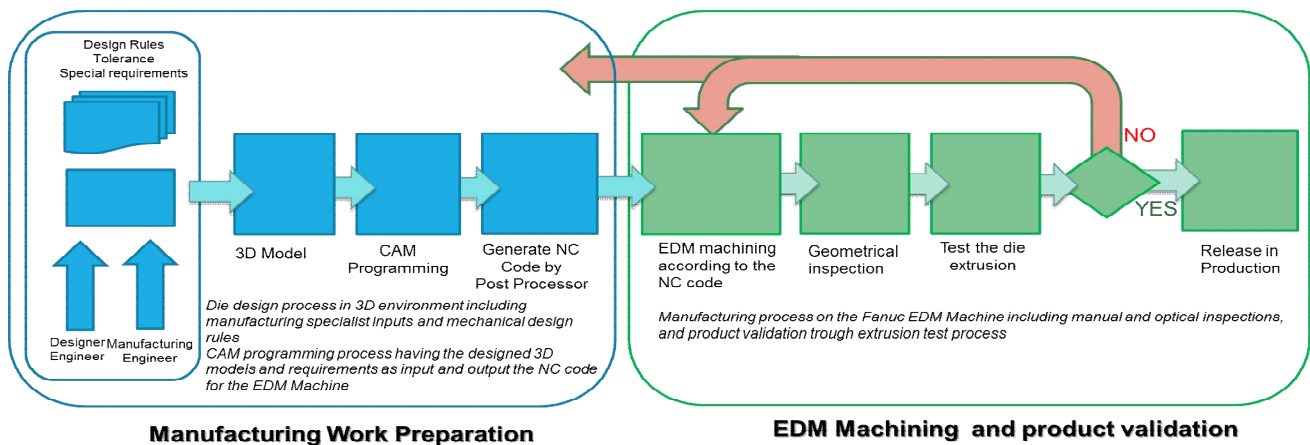 Design Rules
Tolerance
Special requirements
Designer
Engineer
Manufacturing
Engineer
3D Model
CAM
Programming
Generate NC
Code by
Post Processor
Die design process in 3D environment including
manufacturing specialist inputs and mechanical design
rules
CAM programming process having the designed 3D
models and requirements as input and output the NC code
for the EDM Machine
Manufacturing Work Preparation
NO
YES
EDM machining
according to the
NC code
Geometrical
inspection
Test the die
extrusion
Release in
Production
Manufacturing process on the Fanuc EDM Machine including manual and optical inspections,
and product validation trough extrusion test process
EDM Machining and product validation